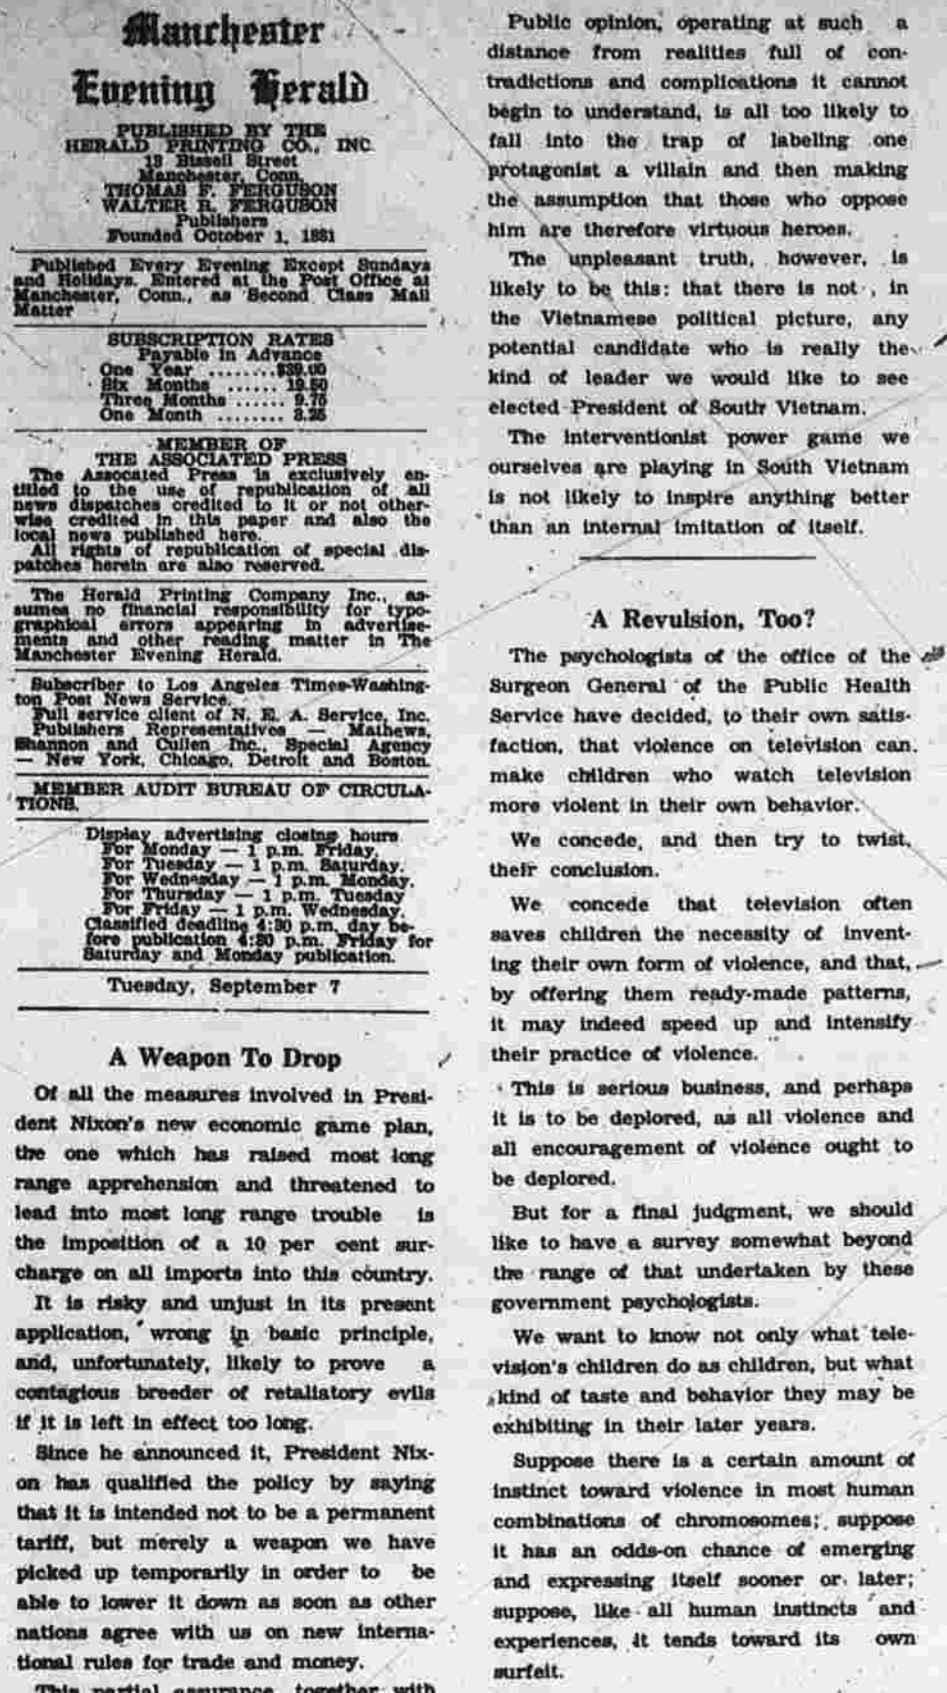 Manchester
Evening Herald
PUBLISHED BY THE
HERALD PRINTING CO., INC.
13 Bissell Street
Manchester, Conn.
THOMAS F. FERGUSON
WALTER R. FERGUSON
Publishers
Founded October 1, 1881
Published Every Evening Except Sundays
and Holidays. Entered at the Post Office at
Manchester, Conn., as Second Class Mail
Matter
SUBSCRIPTION RATES
Payable in Advance
One Year ........$39.00
Six Months ...... 19.50
Three Months ...... 9.75
One Month ........ 3.25
MEMBER OF
THE ASSOCIATED PRESS
The Assocated Press is exclusively en-
titled to the use of republication of all
news dispatches credited to it or not other-
wise credited in this paper and also the
local news published here.
All rights of republication of special dis-
patches herein are also reserved.
The Herald Printing Company Inc., as-
sumes no financial responsibility for typo-
graphical errors appearing in advertise-
ments and other reading matter in The
Manchester Evening Herald.
Subscriber to Los Angeles Times-Washing-
ton Post News Service.
Full service client of N. E. A. Service, Inc.
Publishers Representatives — Mathews,
Shannon and Cullen Inc., Special Agency
— New York, Chicago, Detroit and Boston.
MEMBER AUDIT BUREAU OF CIRCULA-
TIONS.
Display advertising closing hours
For Monday — 1 p.m. Friday.
For Tuesday — 1 p.m. Saturday.
For Wednesday — 1 p.m. Monday.
For Thursday — 1 p.m. Tuesday
For Friday — 1 p.m. Wednesday.
Classified deadline 4:30 p.m. day be-
fore publication 4:30 p.m. Friday for
Saturday and Monday publication.
Tuesday, September 7
A Weapon To Drop
Of all the measures involved in Presi-
dent Nixon's new economic game plan,
the one which has raised most long
range apprehension and threatened to
lead into most long range trouble is
the imposition of a 10 per cent sur-
charge on all imports into this country.
It is risky and unjust in its present
application, wrong in basic principle,
and, unfortunately, likely to prove a
contagious breeder of retaliatory evils
if it is left in effect too long.
Since he announced it, President Nix-
on has qualified the policy by saying
that it is intended not to be a permanent
tariff, but merely a weapon we have
picked up temporarily in order to be
able to lower it down as soon as other
nations agree with us on new interna-
tional rules for trade and money.
This partial assurance, together with
Public opinion, operating at such a
distance from realities full of con-
tradictions and complications it cannot
begin to understand, is all too likely to
fall into the trap of labeling one
protagonist a villain and then making
the assumption that those who oppose
him are therefore virtuous heroes.
The unpleasant truth, however, is
likely to be this: that there is not, in
the Vietnamese political picture, any
potential candidate who is really the
kind of leader we would like to see
elected President of South Vietnam.
The interventionist power game we
ourselves are playing in South Vietnam
is not likely to inspire anything better
than an internal imitation of itself.
A Revulsion, Too?
The psychologists of the office of the
Surgeon General of the Public Health
Service have decided, to their own satis-
faction, that violence on television can
make children who watch television
more violent in their own behavior.
We concede, and then try to twist,
their conclusion.
We concede that television often
saves children the necessity of invent-
ing their own form of violence, and that,
by offering them ready-made patterns,
it may indeed speed up and intensify
their practice of violence.
This is serious business, and perhaps
it is to be deplored, as all violence and
all encouragement of violence ought to
be deplored.
But for a final judgment, we should
like to have a survey somewhat beyond
the range of that undertaken by these
government psychologists.
We want to know not only what tele-
vision's children do as children, but what
kind of taste and behavior they may be
exhibiting in their later years.
Suppose there is a certain amount of
instinct toward violence in most human
combinations of chromosomes; suppose
it has an odds-on chance of emerging
and expressing itself sooner or later;
suppose, like all human instincts and
experiences, it tends toward its own
surfeit.